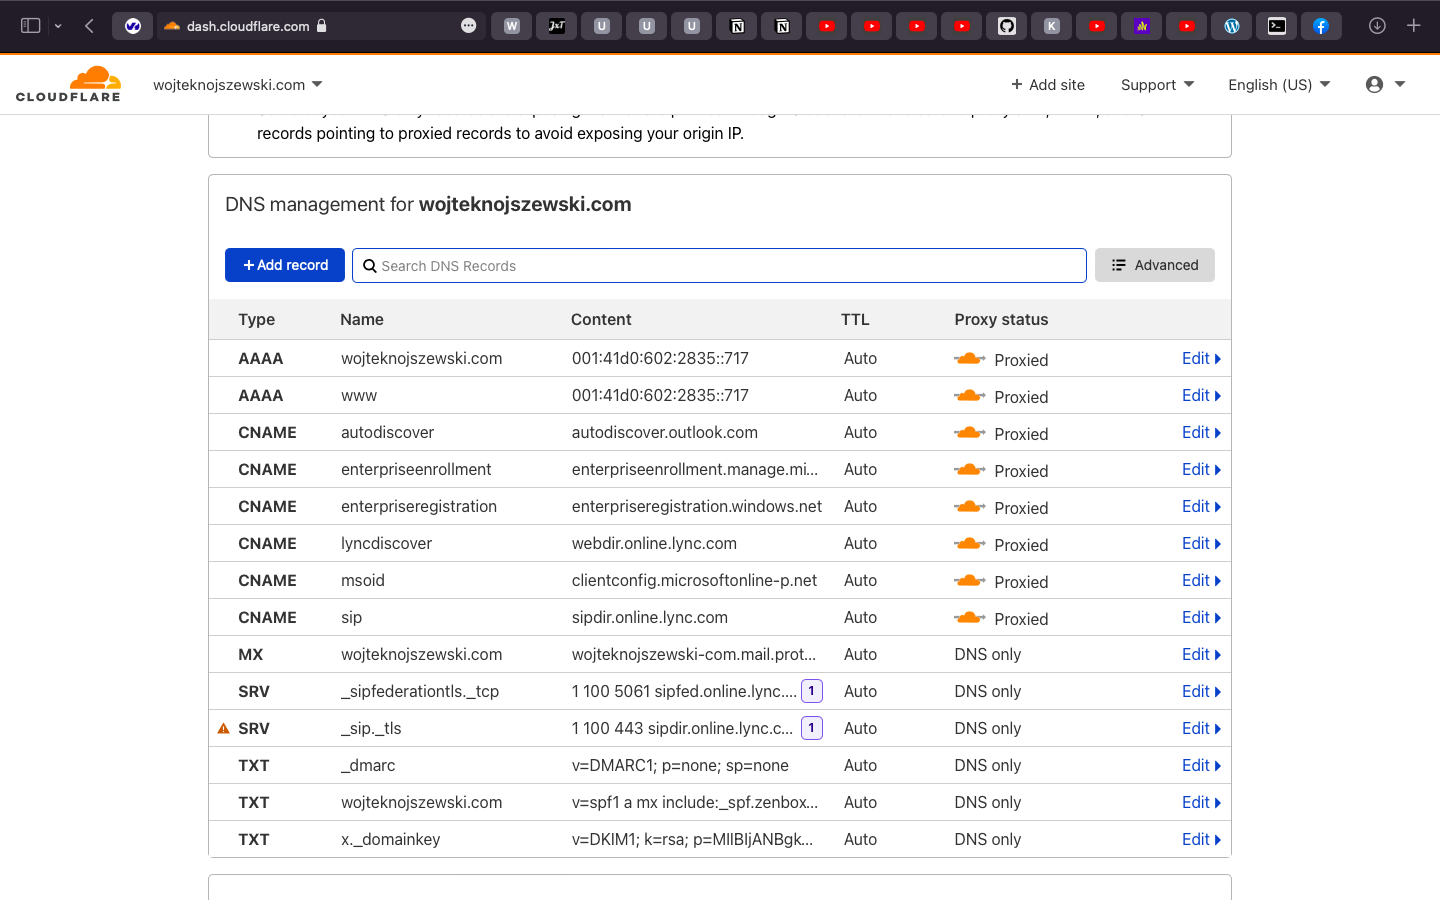 dash.cloudflare.com
W
JxT
U
U
U
K
CLOUDFLARE
wojteknojszewski.com
+ Add site
Support
English (US)
records pointing to proxied records to avoid exposing your origin IP.
DNS management for wojteknojszewski.com
+ Add record
Search DNS Records
Advanced
Type Name Content TTL Proxy status
AAAA wojteknojszewski.com 001:41d0:602:2835::717 Auto Proxied Edit
AAAA www 001:41d0:602:2835::717 Auto Proxied Edit
CNAME autodiscover autodiscover.outlook.com Auto Proxied Edit
CNAME enterpriseenrollment enterpriseenrollment.manage.mi... Auto Proxied Edit
CNAME enterpriseregistration enterpriseregistration.windows.net Auto Proxied Edit
CNAME lyncdiscover webdir.online.lync.com Auto Proxied Edit
CNAME msoid clientconfig.microsoftonline-p.net Auto Proxied Edit
CNAME sip sipdir.online.lync.com Auto Proxied Edit
MX wojteknojszewski.com wojteknojszewski-com.mail.prot... Auto DNS only Edit
SRV _sipfederationtls._tcp 1 100 5061 sipfed.online.lync.... 1 Auto DNS only Edit
SRV _sip._tls 1 100 443 sipdir.online.lync.c... 1 Auto DNS only Edit
TXT _dmarc v=DMARC1; p=none; sp=none Auto DNS only Edit
TXT wojteknojszewski.com v=spf1 a mx include:_spf.zenbox... Auto DNS only Edit
TXT x._domainkey v=DKIM1; k=rsa; p=MIIBIjANBgk... Auto DNS only Edit